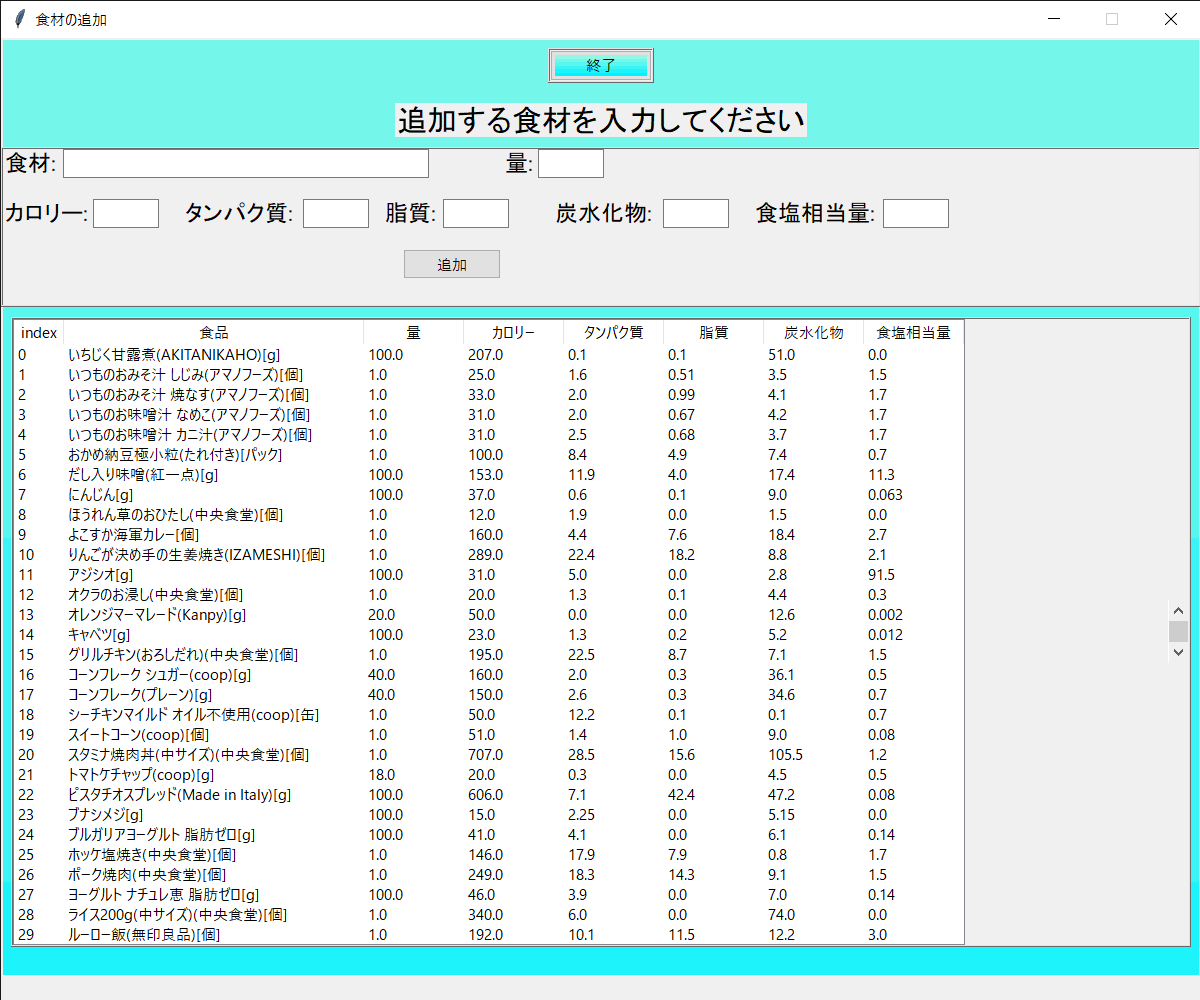 食材の追加
終了
追加する食材を入力してください
食材: 量:
カロリー: タンパク質: 脂質: 炭水化物: 食塩相当量:
追加
index 食品 量 カロリー タンパク質 脂質 炭水化物 食塩相当量
0 いちじく甘露煮(AKITANIKAHO)[g] 100.0 207.0 0.1 0.1 51.0 0.0
1 いつものおみそ汁 しじみ(アマノフーズ)[個] 1.0 25.0 1.6 0.51 3.5 1.5
2 いつものおみそ汁 焼なす(アマノフーズ)[個] 1.0 33.0 2.0 0.99 4.1 1.7
3 いつものお味噌汁 なめこ(アマノフーズ)[個] 1.0 31.0 2.0 0.67 4.2 1.7
4 いつものお味噌汁 カニ汁(アマノフーズ)[個] 1.0 31.0 2.5 0.68 3.7 1.7
5 おかめ納豆極小粒(たれ付き)[パック] 1.0 100.0 8.4 4.9 7.4 0.7
6 だし入り味噌(紅一点)[g] 100.0 153.0 11.9 4.0 17.4 11.3
7 にんじん[g] 100.0 37.0 0.6 0.1 9.0 0.063
8 ほうれん草のおひたし(中央食堂)[個] 1.0 12.0 1.9 0.0 1.5 0.0
9 よこすか海軍カレー[個] 1.0 160.0 4.4 7.6 18.4 2.7
10 りんごが決め手の生姜焼き(IZAMESHI)[個] 1.0 289.0 22.4 18.2 8.8 2.1
11 アジシオ[g] 100.0 31.0 5.0 0.0 2.8 91.5
12 オクラのお浸し(中央食堂)[個] 1.0 20.0 1.3 0.1 4.4 0.3
13 オレンジマーマレード(Kanpy)[g] 20.0 50.0 0.0 0.0 12.6 0.002
14 キャベツ[g] 100.0 23.0 1.3 0.2 5.2 0.012
15 グリルチキン(おろしだれ)(中央食堂)[個] 1.0 195.0 22.5 8.7 7.1 1.5
16 コーンフレーク シュガー(coop)[g] 40.0 160.0 2.0 0.3 36.1 0.5
17 コーンフレーク(プレーン)[g] 40.0 150.0 2.6 0.3 34.6 0.7
18 シーチキンマイルド オイル不使用(coop)[缶] 1.0 50.0 12.2 0.1 0.1 0.7
19 スイートコーン(coop)[個] 1.0 51.0 1.4 1.0 9.0 0.08
20 スタミナ焼肉丼(中サイズ)(中央食堂)[個] 1.0 707.0 28.5 15.6 105.5 1.2
21 トマトケチャップ(coop)[g] 18.0 20.0 0.3 0.0 4.5 0.5
22 ピスタチオスプレッド(Made in Italy)[g] 100.0 606.0 7.1 42.4 47.2 0.08
23 ブナシメジ[g] 100.0 15.0 2.25 0.0 5.15 0.0
24 ブルガリアヨーグルト 脂肪ゼロ[g] 100.0 41.0 4.1 0.0 6.1 0.14
25 ホッケ塩焼き(中央食堂)[個] 1.0 146.0 17.9 7.9 0.8 1.7
26 ポーク焼肉(中央食堂)[個] 1.0 249.0 18.3 14.3 9.1 1.5
27 ヨーグルト ナチュレ恵 脂肪ゼロ[g] 100.0 46.0 3.9 0.0 7.0 0.14
28 ライス200g(中サイズ)(中央食堂)[個] 1.0 340.0 6.0 0.0 74.0 0.0
29 ルーロー飯(無印良品)[個] 1.0 192.0 10.1 11.5 12.2 3.0